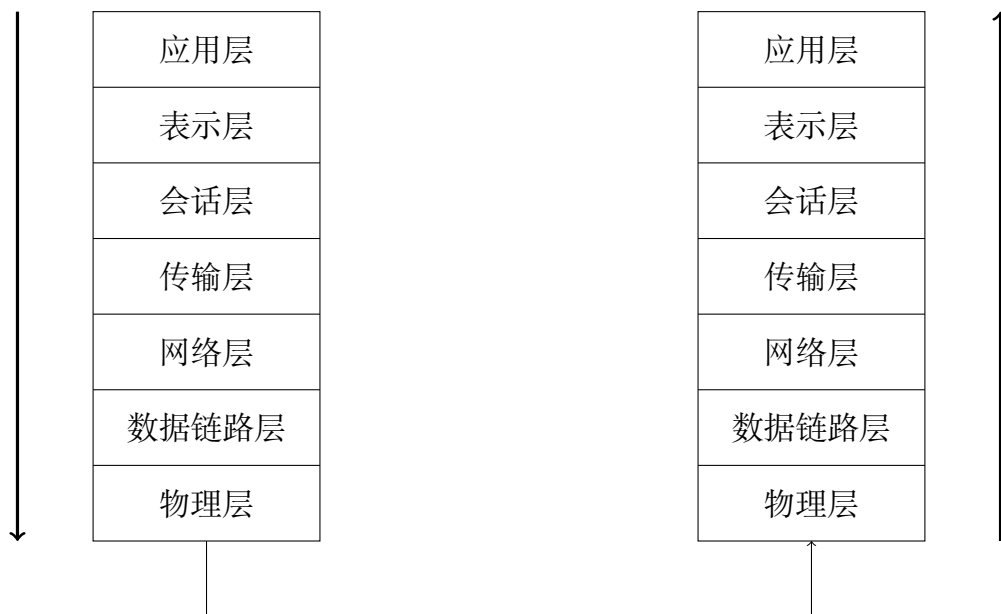 应用层
表示层
会话层
传输层
网络层
数据链路层
物理层
应用层
表示层
会话层
传输层
网络层
数据链路层
物理层